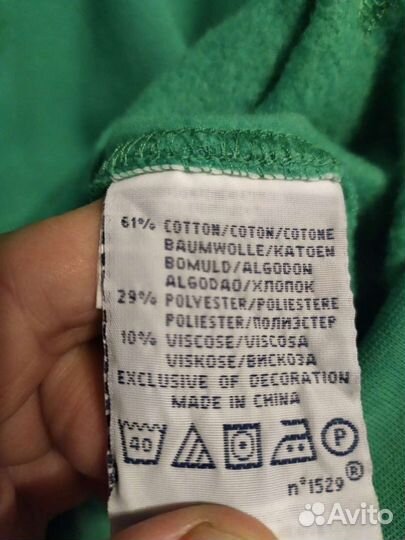 61% COTTON/COTON/COTONE
BAUMWOLLE/KATOEN
BOMULD/ALGODON
ALGODAO/ХЛОПОК
29% POLYESTER/POLIESTERE
POLIESTER/ПОЛИЭСТЕР
10% VISCOSE/VISCOSA
VISKOSE/ВИСКОЗА
EXCLUSIVE OF DECORATION
MADE IN CHINA
40 P
n°1529 ®
Avito